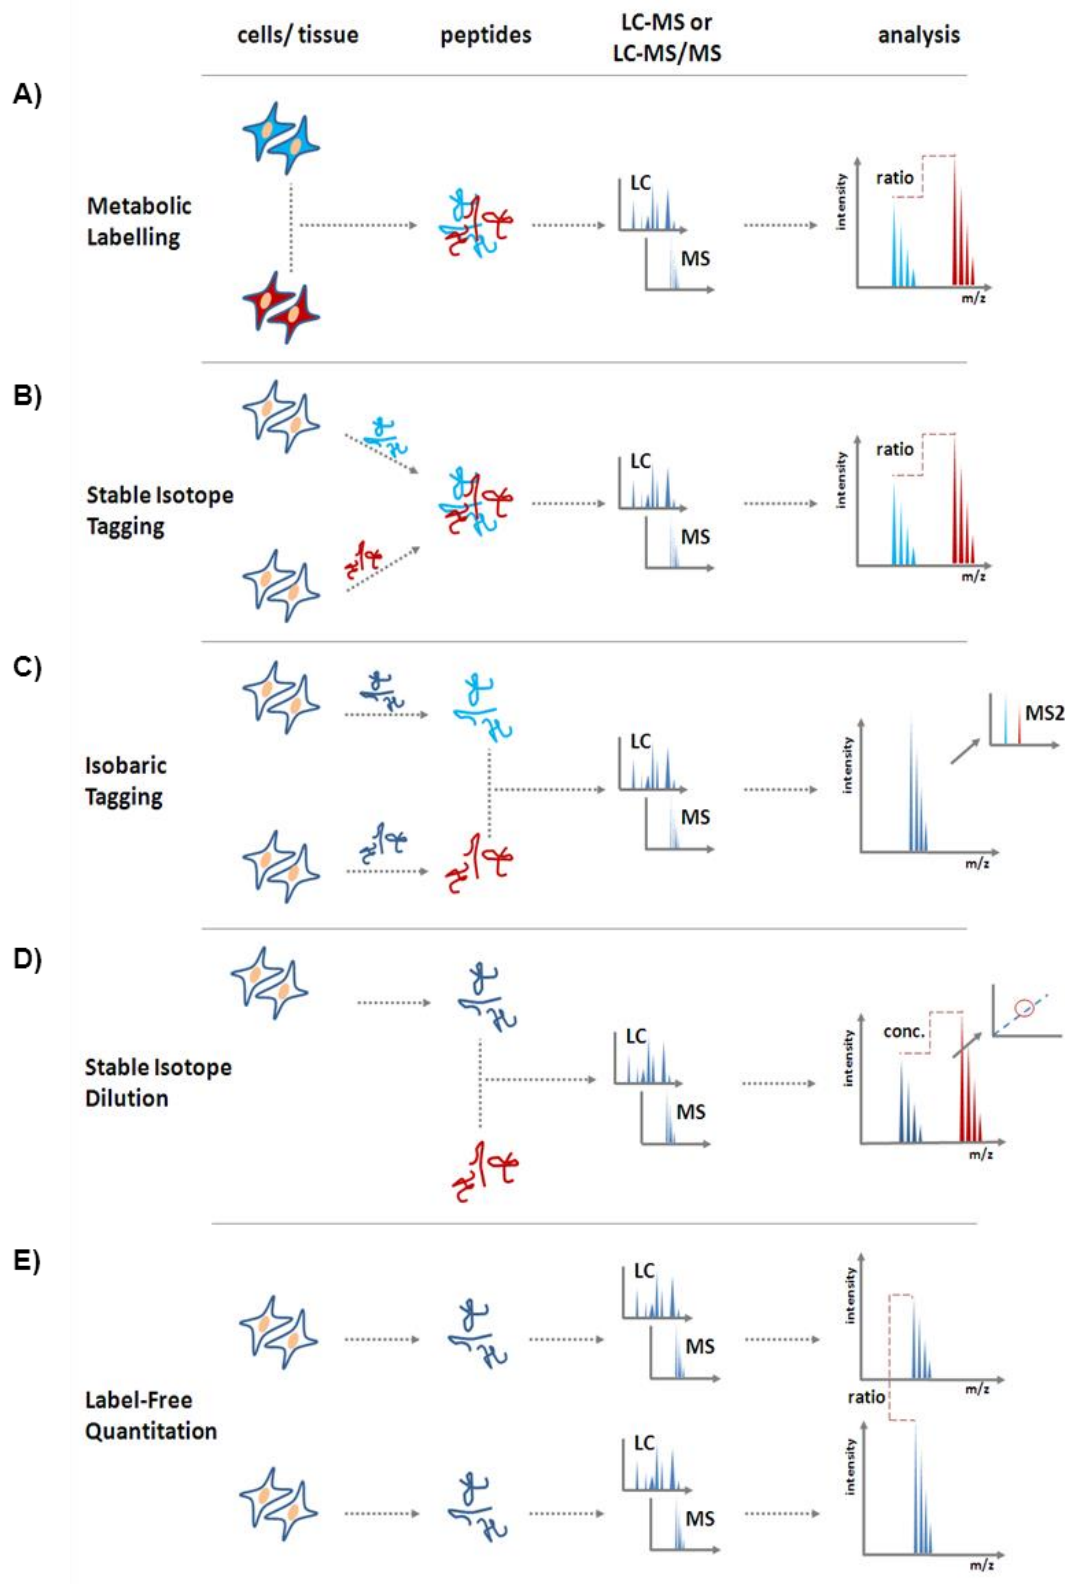 cells/ tissue
peptides
LC-MS or
LC-MS/MS
analysis
A)
Metabolic
Labelling
LC
MS
intensity
ratio
m/z
B)
Stable Isotope
Tagging
LC
MS
intensity
ratio
m/z
C)
Isobaric
Tagging
LC
MS
intensity
m/z
MS2
D)
Stable Isotope
Dilution
LC
MS
intensity
conc.
m/z
E)
Label-Free
Quantitation
LC
MS
intensity
m/z
ratio
LC
MS
intensity
m/z